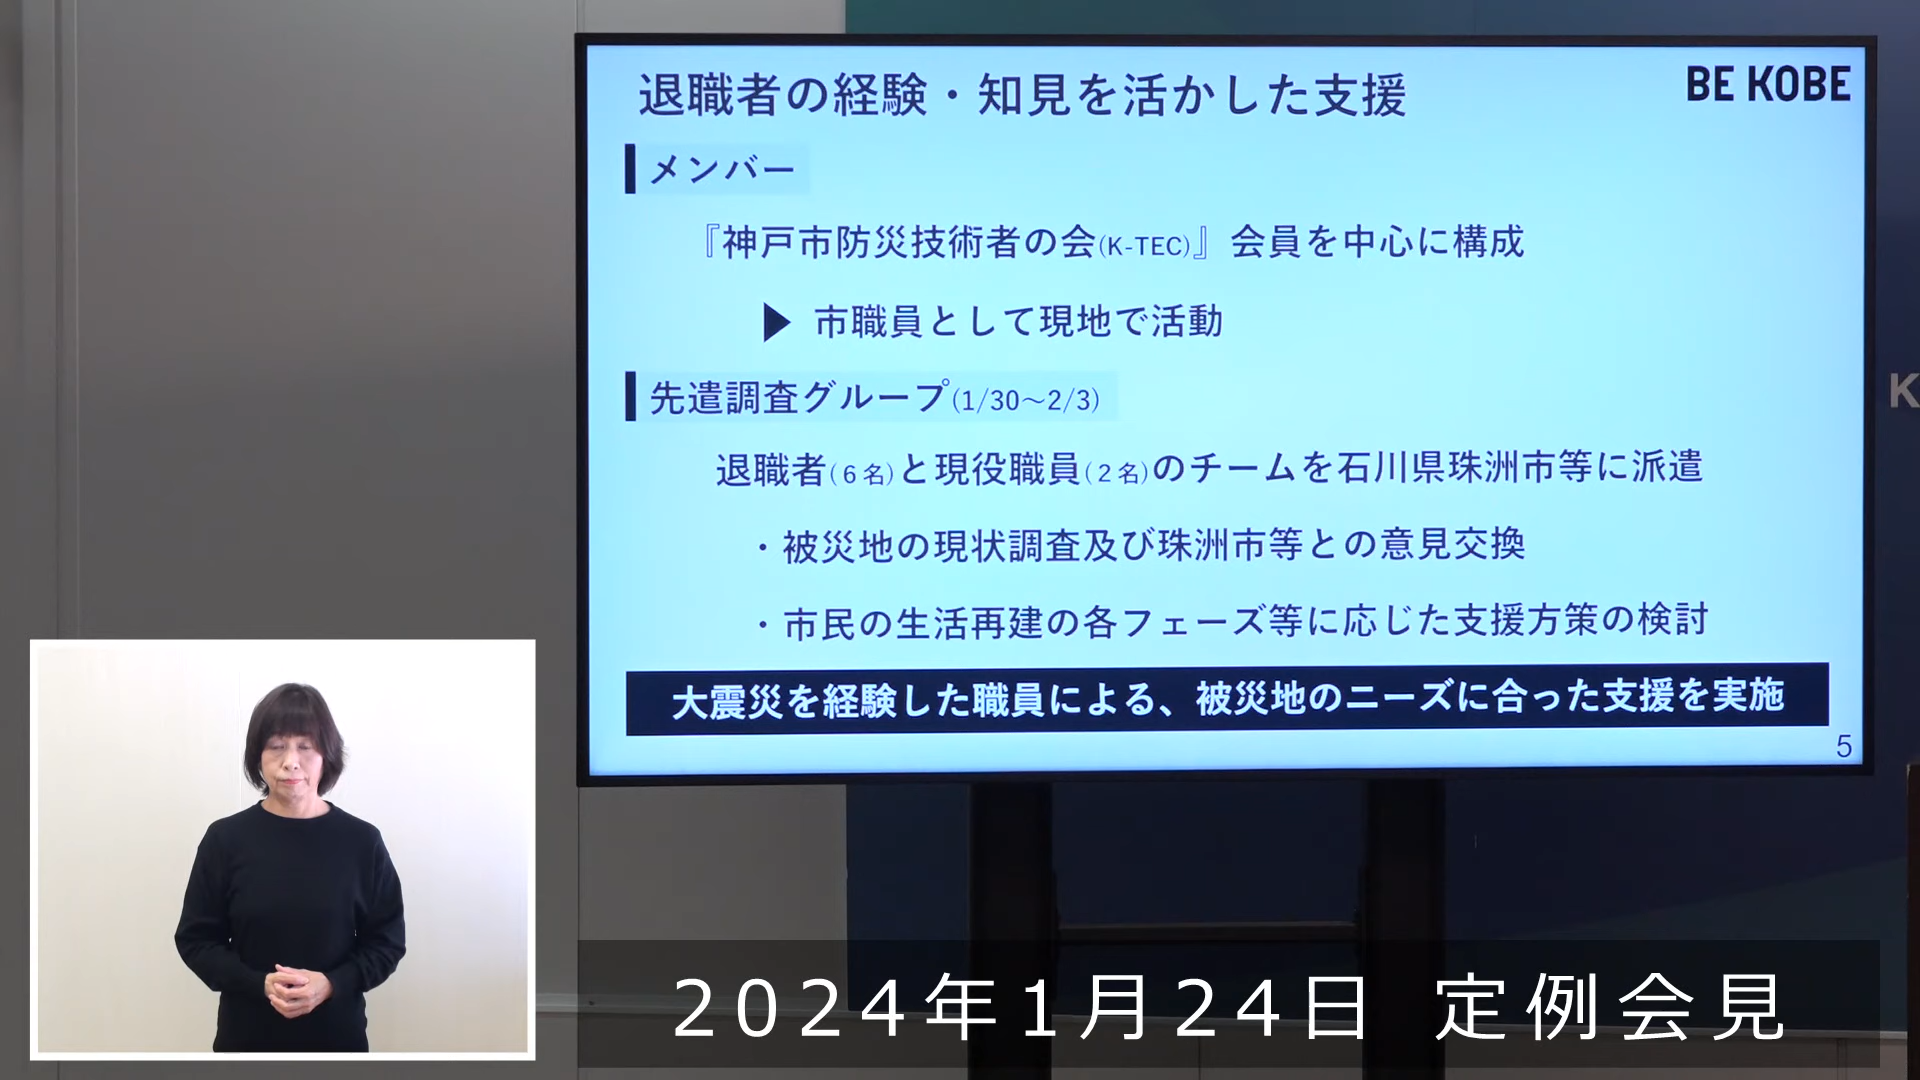 退職者の経験・知見を活かした支援
BE KOBE
メンバー
『神戸市防災技術者の会(K-TEC)』会員を中心に構成
▶ 市職員として現地で活動
先遣調査グループ(1/30～2/3)
退職者(６名)と現役職員(２名)のチームを石川県珠洲市等に派遣
・被災地の現状調査及び珠洲市等との意見交換
・市民の生活再建の各フェーズ等に応じた支援方策の検討
大震災を経験した職員による、被災地のニーズに合った支援を実施
5
K
２０２４年１月２４日 定例会見